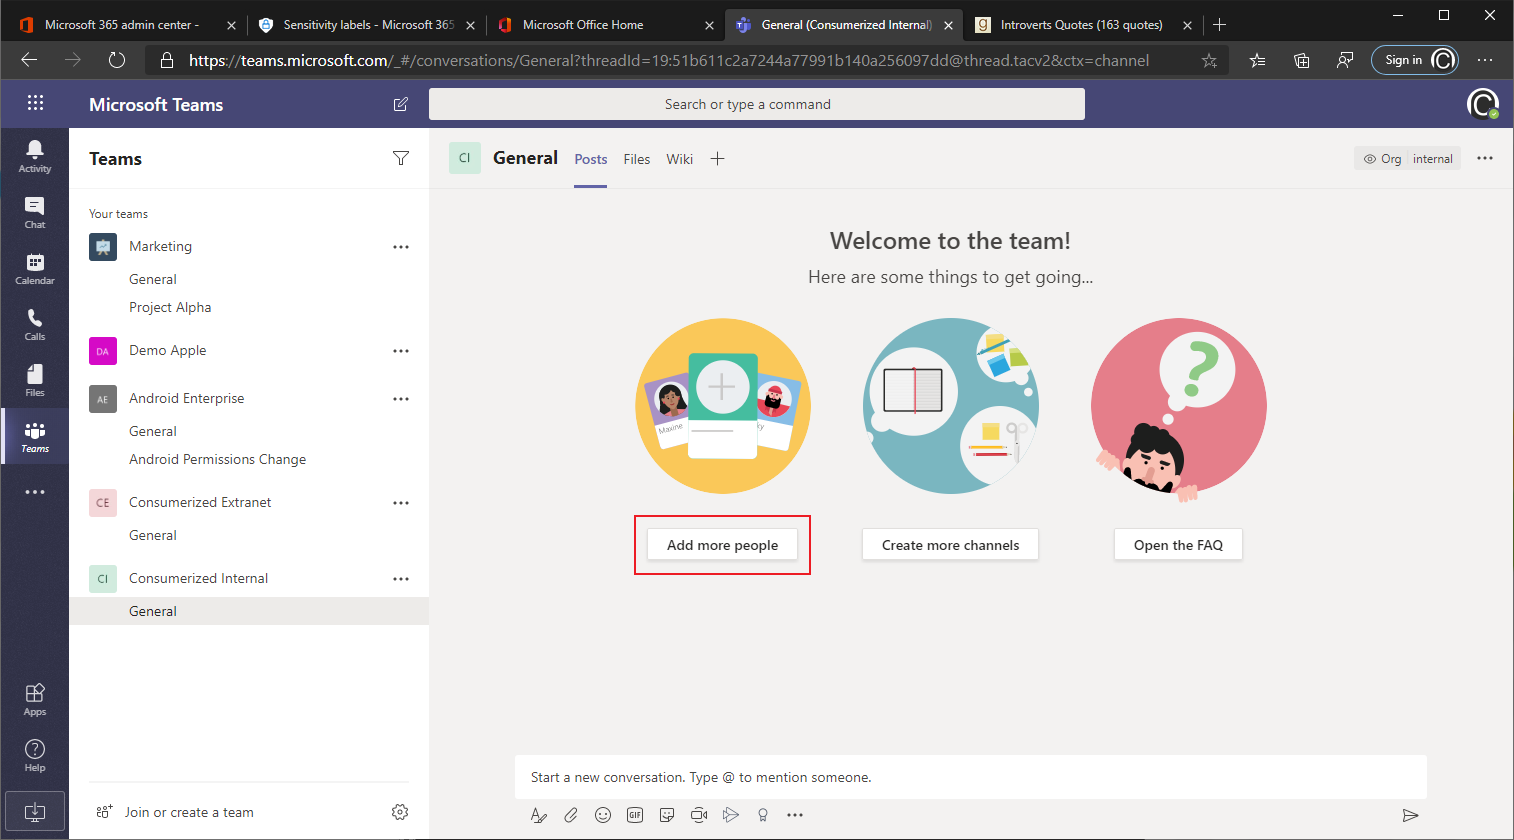 Microsoft 365 admin center -
Sensitivity labels - Microsoft 365
Microsoft Office Home
General (Consumerized Internal)
Introverts Quotes (163 quotes)
https://teams.microsoft.com/_#/conversations/General?threadId=19:51b611c2a7244a77991b140a256097dd@thread.tacv2&ctx=channel
Sign in
Microsoft Teams
Search or type a command
Activity
Chat
Calendar
Calls
Files
Teams
Apps
Help
Teams
Your teams
Marketing
General
Project Alpha
DA
Demo Apple
AE
Android Enterprise
General
Android Permissions Change
CE
Consumerized Extranet
General
CI
Consumerized Internal
General
Join or create a team
CI
General
Posts
Files
Wiki
Org
internal
Welcome to the team!
Here are some things to get going...
Maxine
Add more people
Create more channels
Open the FAQ
Start a new conversation. Type @ to mention someone.
GIF